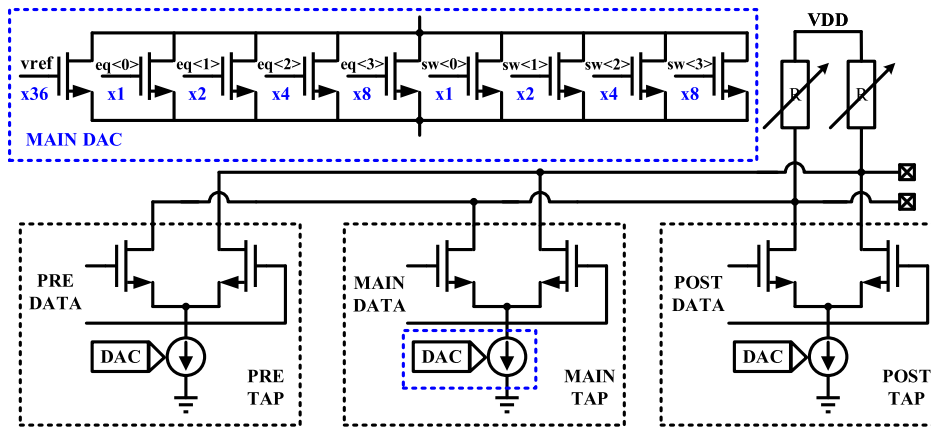 VDD
vref
eq<0>
eq<1>
eq<2>
eq<3>
sw<0>
sw<1>
sw<2>
sw<3>
x36
x1
x2
x4
x8
x1
x2
x4
x8
R
R
MAIN DAC
PRE
DATA
MAIN
DATA
POST
DATA
DAC
DAC
DAC
PRE
TAP
MAIN
TAP
POST
TAP